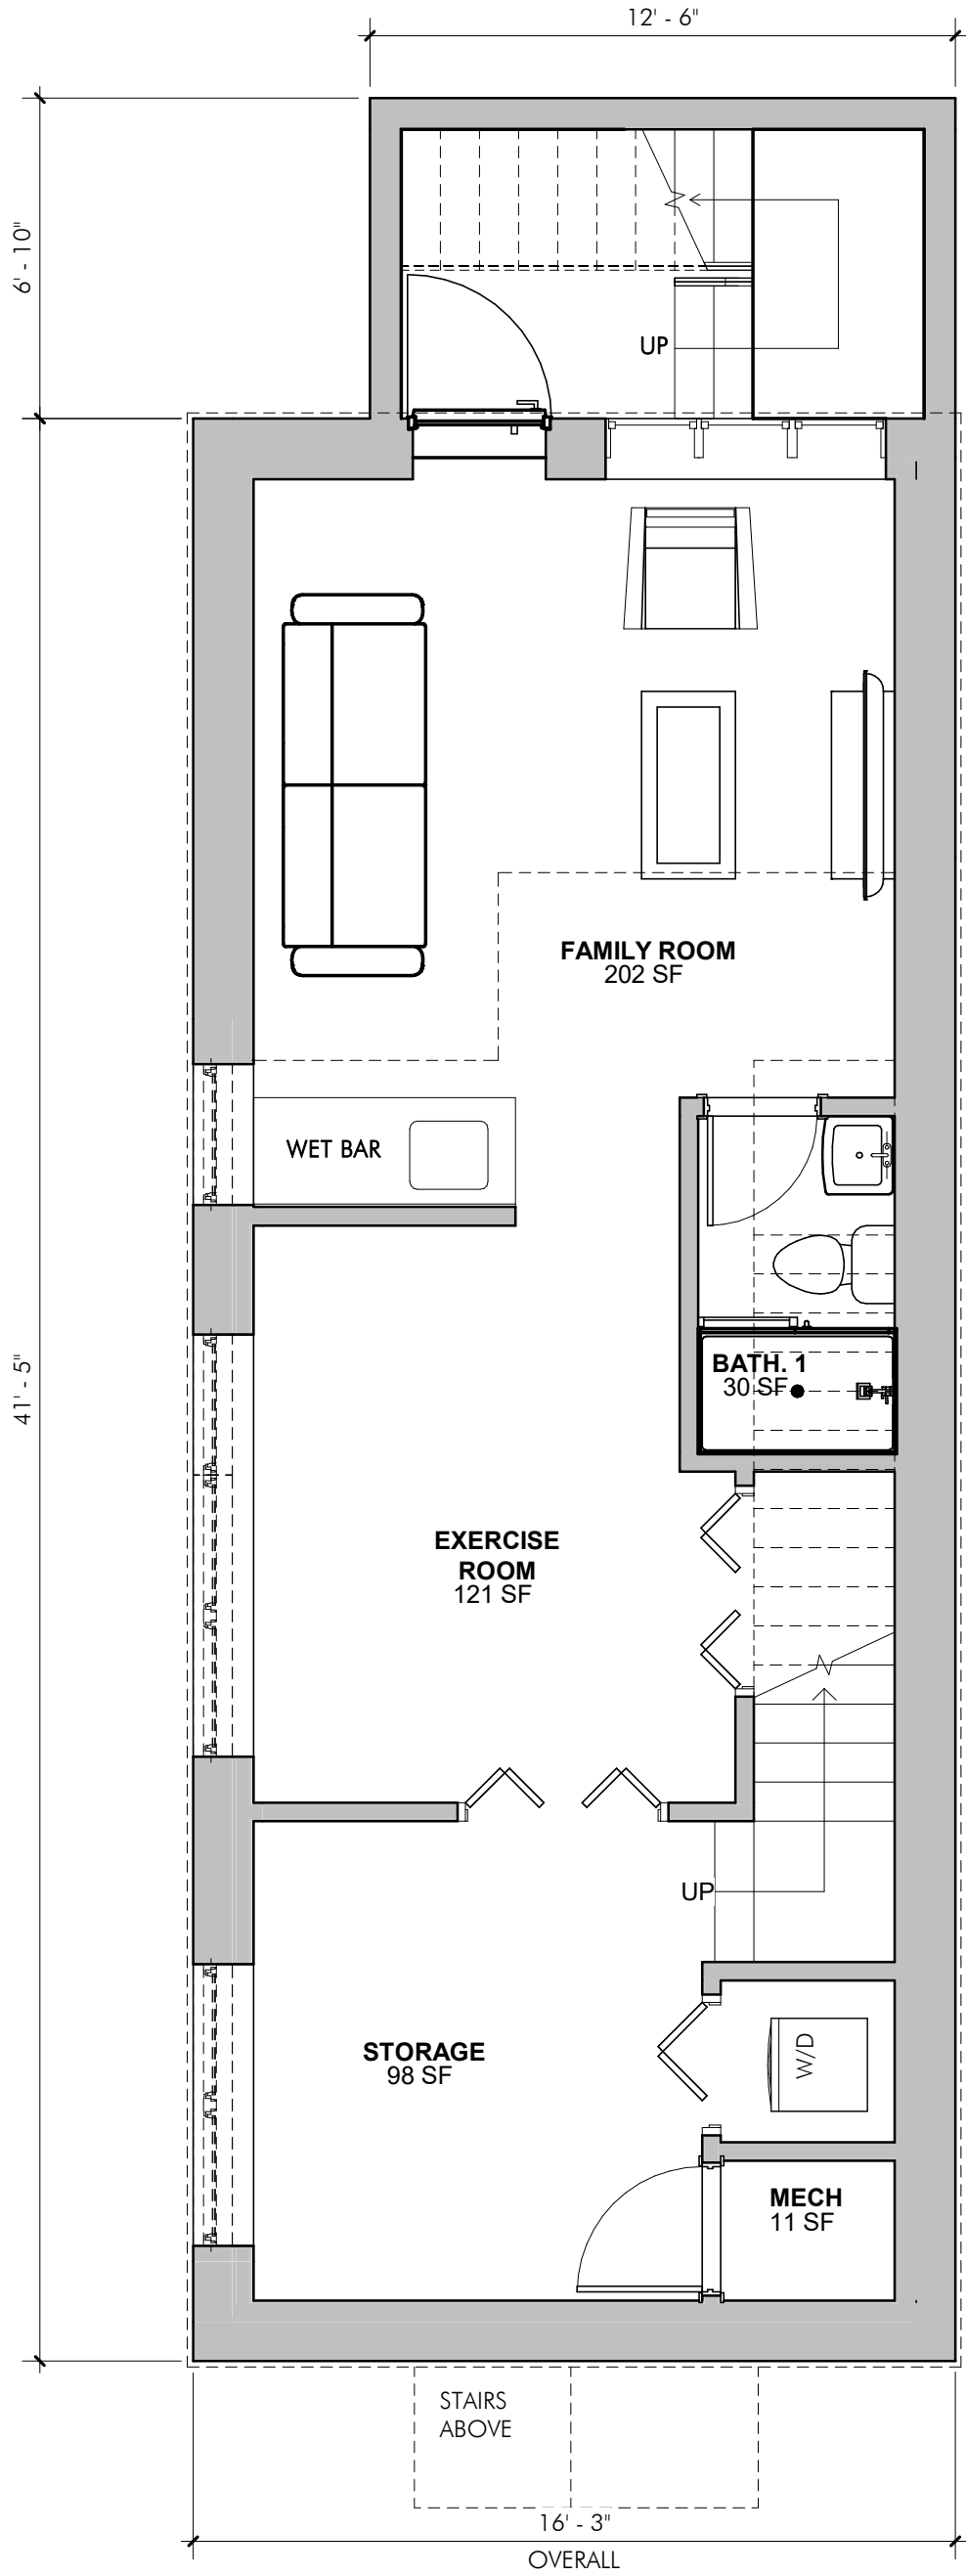 12' - 6"
6' - 10"
UP
FAMILY ROOM
202 SF
WET BAR
41' - 5"
BATH. 1
30 SF
EXERCISE
ROOM
121 SF
UP
STORAGE
98 SF
W/D
MECH
11 SF
STAIRS
ABOVE
16' - 3"
OVERALL